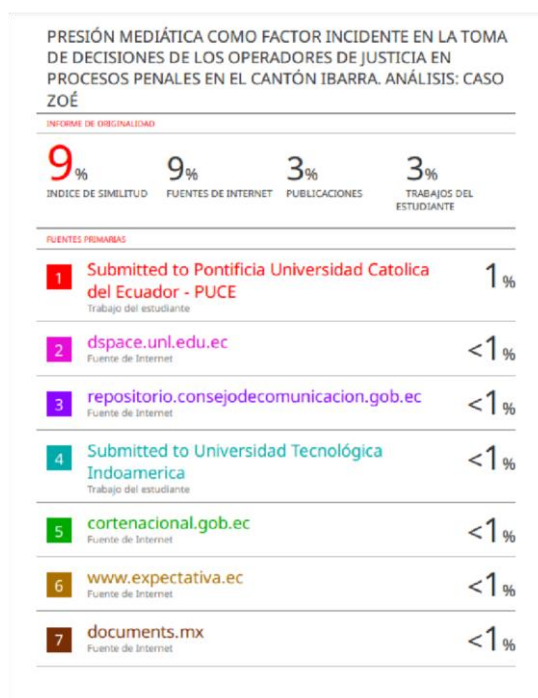 PRESIÓN MEDIÁTICA COMO FACTOR INCIDENTE EN LA TOMA
DE DECISIONES DE LOS OPERADORES DE JUSTICIA EN
PROCESOS PENALES EN EL CANTÓN IBARRA. ANÁLISIS: CASO
ZOÉ
INFORME DE ORIGINALIDAD
9% 9% 3% 3%
INDICE DE SIMILITUD FUENTES DE INTERNET PUBLICACIONES TRABAJOS DEL
ESTUDIANTE
FUENTES PRIMARIAS
1 Submitted to Pontificia Universidad Catolica 1%
del Ecuador - PUCE
Trabajo del estudiante
2 dspace.unl.edu.ec <1%
Fuente de Internet
3 repositorio.consejodecomunicacion.gob.ec <1%
Fuente de Internet
4 Submitted to Universidad Tecnológica <1%
Indoamerica
Trabajo del estudiante
5 cortenacional.gob.ec <1%
Fuente de Internet
6 www.expectativa.ec <1%
Fuente de Internet
7 documents.mx <1%
Fuente de Internet